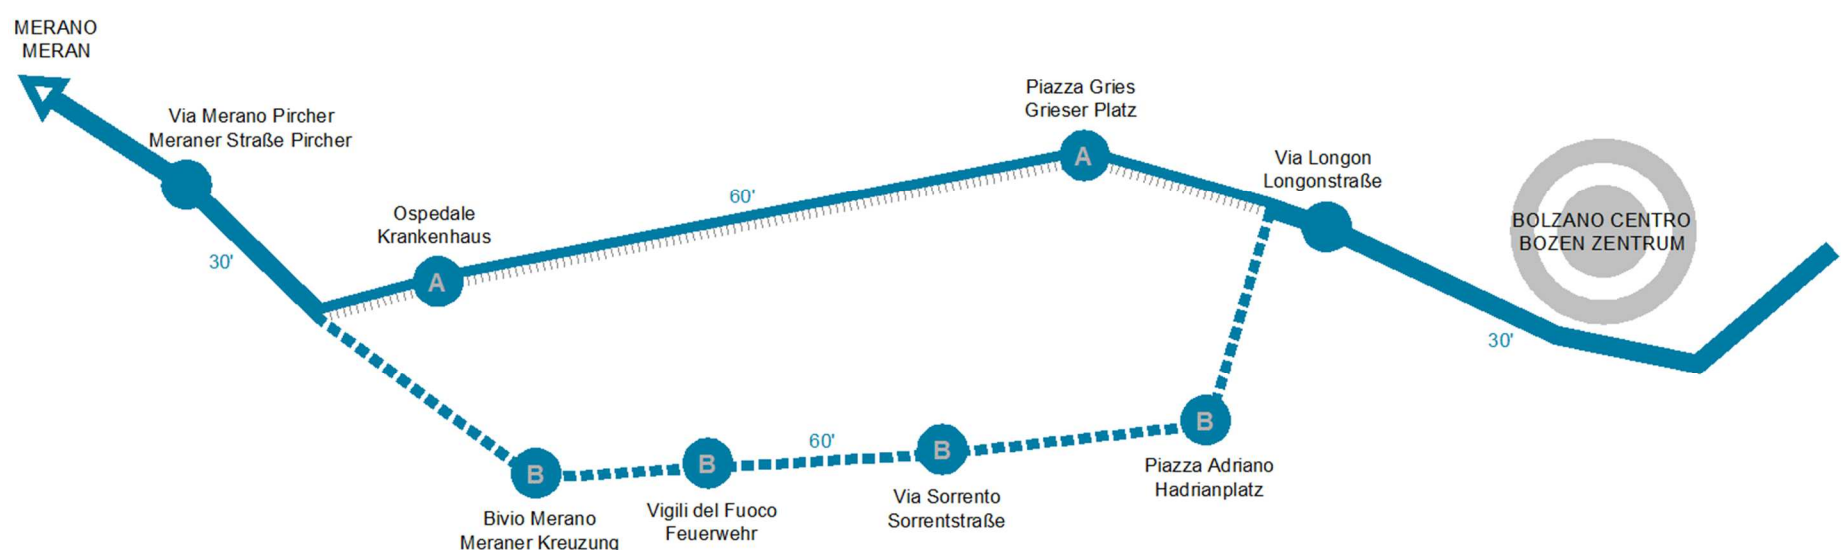 MERANO
MERAN
Via Merano Pircher
Meraner Straße Pircher
30'
Ospedale
Krankenhaus
A
60'
Piazza Gries
Grieser Platz
A
Via Longon
Longonstraße
BOLZANO CENTRO
BOZEN ZENTRUM
30'
B
Bivio Merano
Meraner Kreuzung
B
Vigili del Fuoco
Feuerwehr
60'
B
Via Sorrento
Sorrentstraße
B
Piazza Adriano
Hadrianplatz